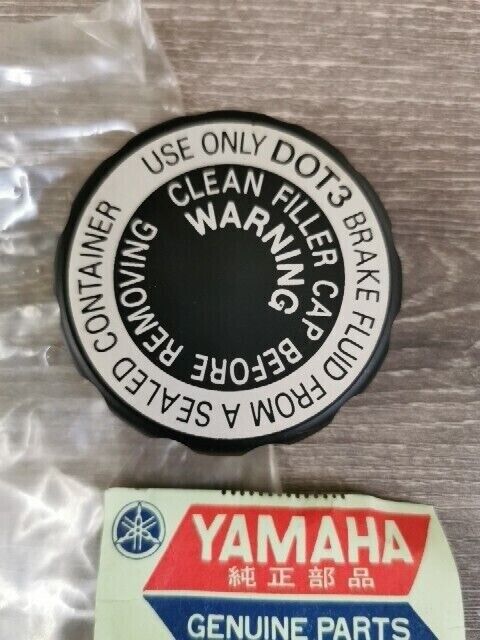 USE ONLY DOT3 BRAKE FLUID FROM A SEALED CONTAINER
WARNING
CLEAN FILLER CAP BEFORE REMOVING
YAMAHA
純正部品
GENUINE PARTS